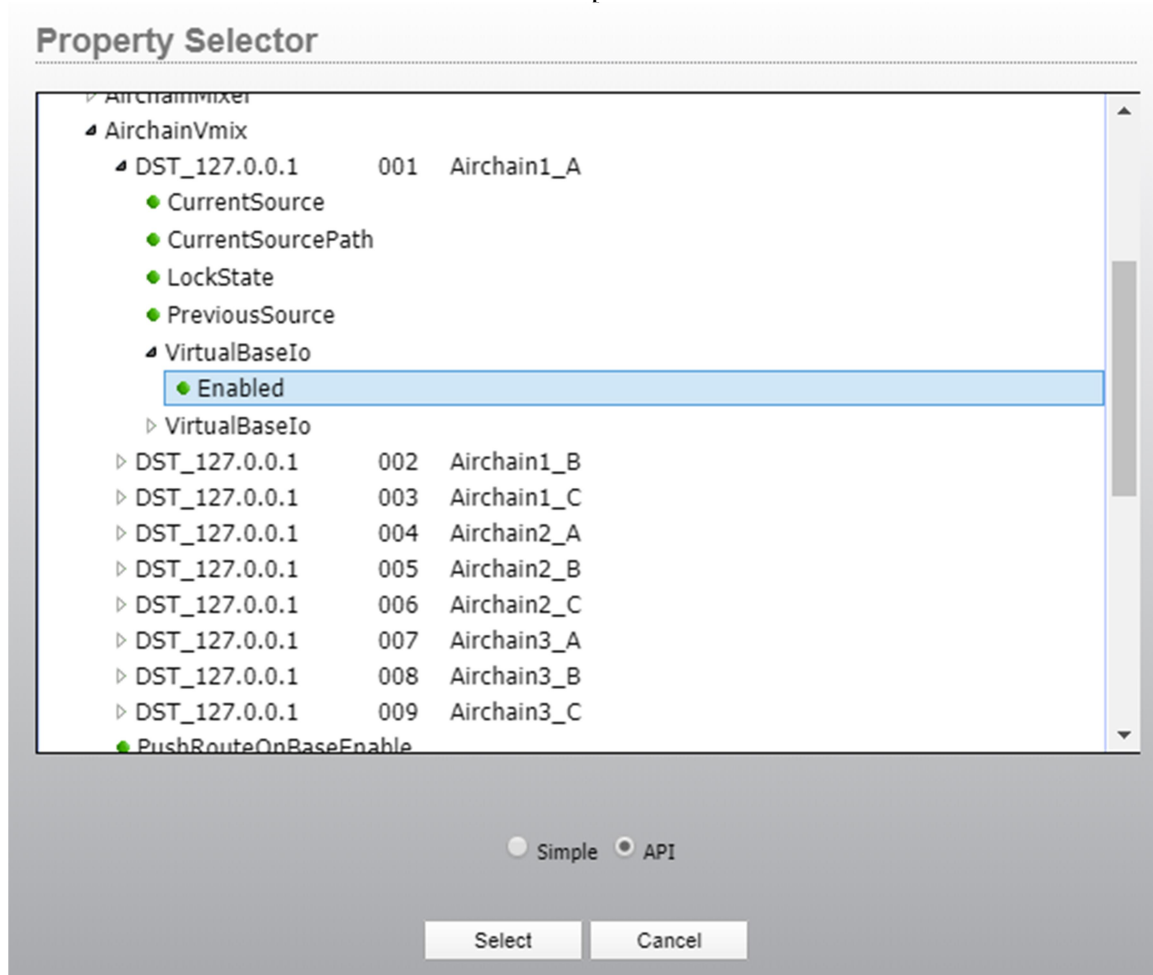 Property Selector
AirchainMixer
AirchainVmix
DST_127.0.0.1 001 Airchain1_A
CurrentSource
CurrentSourcePath
LockState
PreviousSource
VirtualBaseIo
Enabled
VirtualBaseIo
DST_127.0.0.1 002 Airchain1_B
DST_127.0.0.1 003 Airchain1_C
DST_127.0.0.1 004 Airchain2_A
DST_127.0.0.1 005 Airchain2_B
DST_127.0.0.1 006 Airchain2_C
DST_127.0.0.1 007 Airchain3_A
DST_127.0.0.1 008 Airchain3_B
DST_127.0.0.1 009 Airchain3_C
PushRouteOnBaseEnable
Simple API
Select Cancel